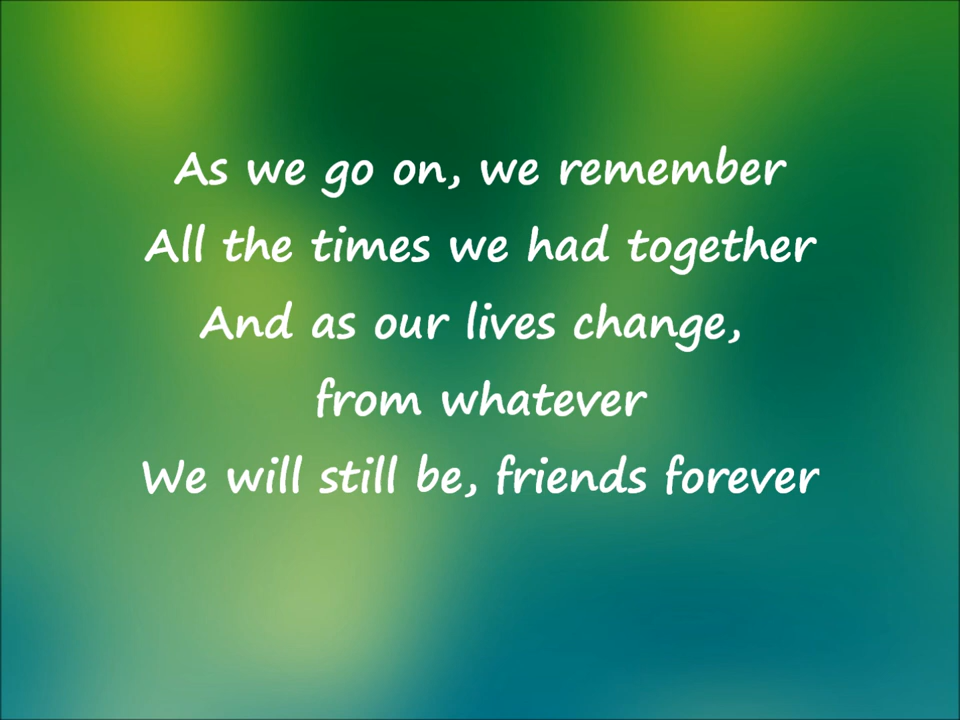 As we go on, we remember
All the times we had together
And as our lives change,
from whatever
We will still be, friends forever